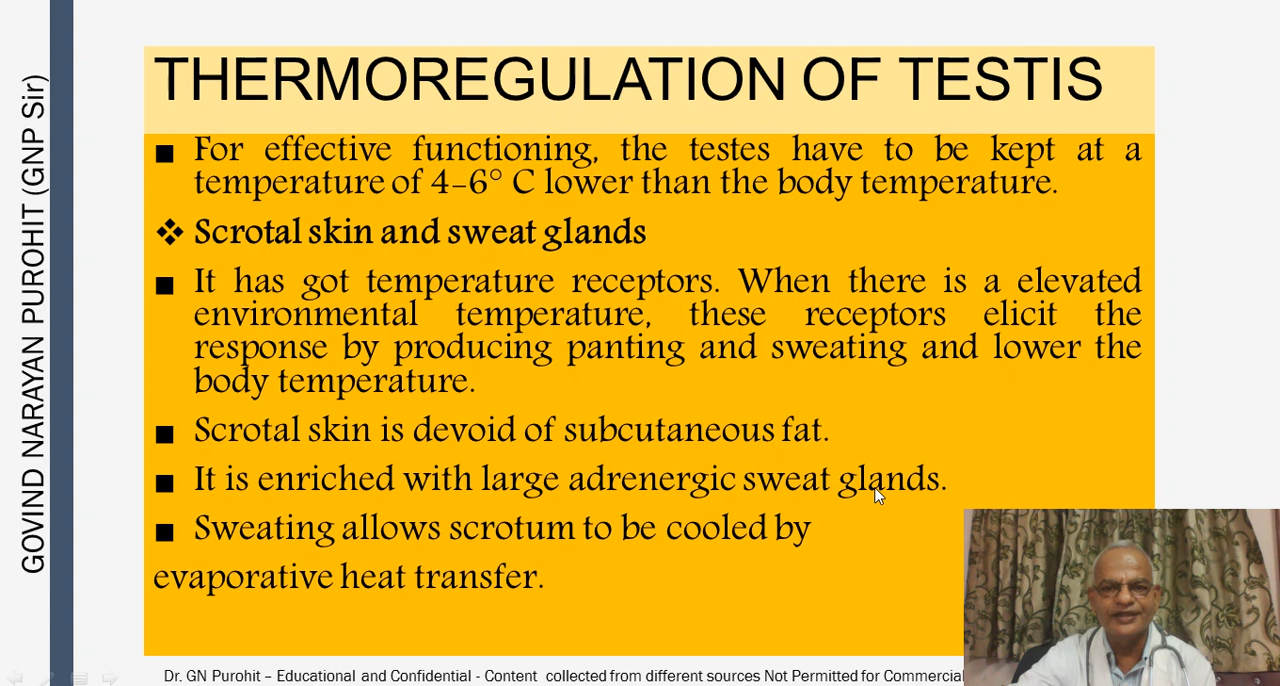 GOVIND NARAYAN PUROHIT (GNP Sir)
THERMOREGULATION OF TESTIS
■ For effective functioning, the testes have to be kept at a
temperature of 4-6° C lower than the body temperature.
❖ Scrotal skin and sweat glands
■ It has got temperature receptors. When there is a elevated
environmental temperature, these receptors elicit the
response by producing panting and sweating and lower the
body temperature.
■ Scrotal skin is devoid of subcutaneous fat.
■ It is enriched with large adrenergic sweat glands.
■ Sweating allows scrotum to be cooled by
evaporative heat transfer.
Dr. GN Purohit – Educational and Confidential - Content collected from different sources Not Permitted for Commercial